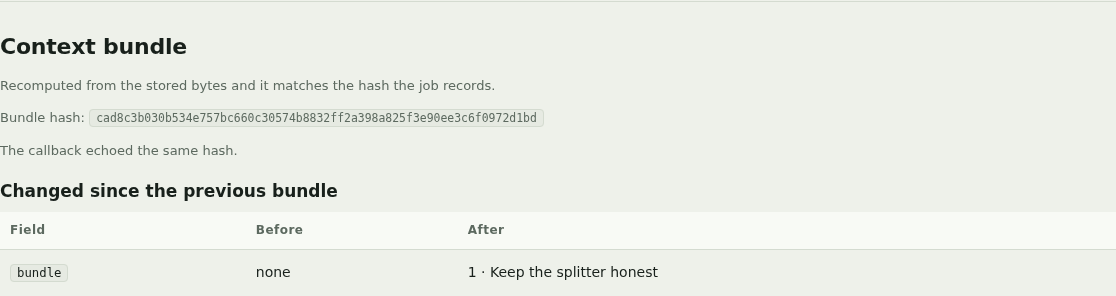 Context bundle
Recomputed from the stored bytes and it matches the hash the job records.
Bundle hash: cad8c3b030b534e757bc660c30574b8832ff2a398a825f3e90ee3c6f0972d1bd
The callback echoed the same hash.
Changed since the previous bundle
Field Before After
bundle none 1 · Keep the splitter honest